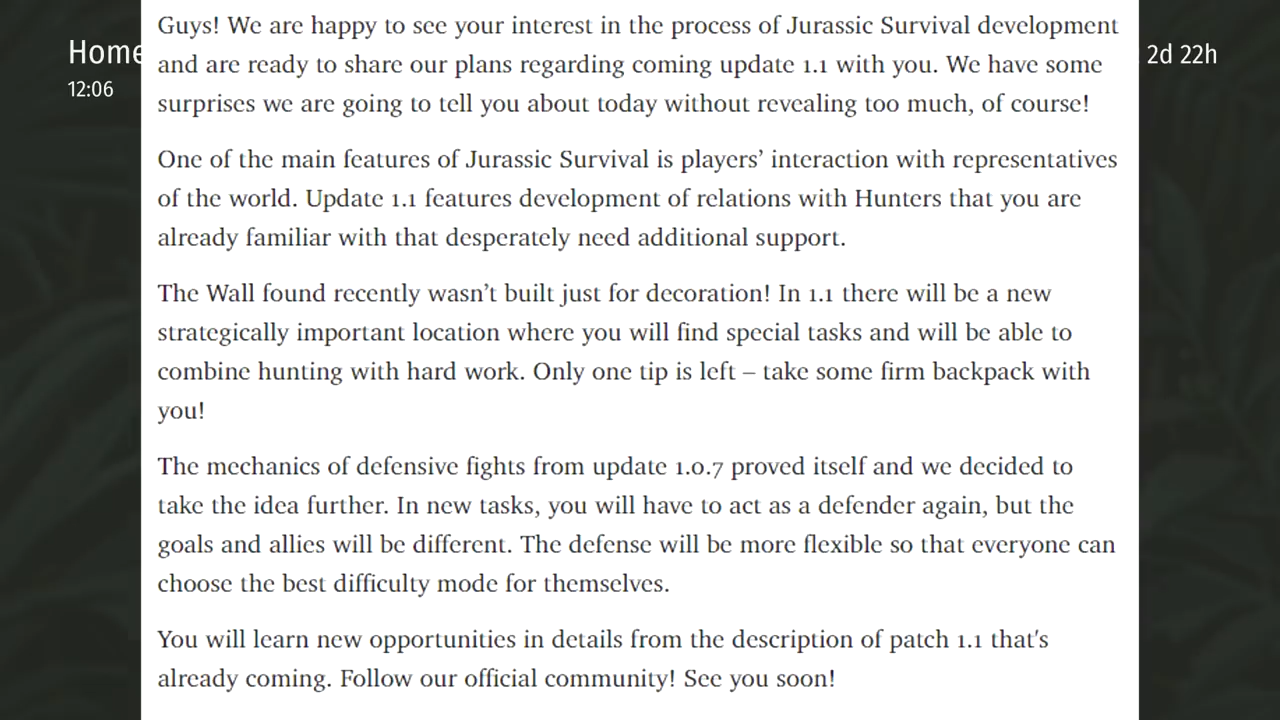 Guys! We are happy to see your interest in the process of Jurassic Survival development
Home
and are ready to share our plans regarding coming update 1.1 with you. We have some
2d 22h
12:06
surprises we are going to tell you about today without revealing too much, of course!
One of the main features of Jurassic Survival is players’ interaction with representatives
of the world. Update 1.1 features development of relations with Hunters that you are
already familiar with that desperately need additional support.
The Wall found recently wasn’t built just for decoration! In 1.1 there will be a new
strategically important location where you will find special tasks and will be able to
combine hunting with hard work. Only one tip is left – take some firm backpack with
you!
The mechanics of defensive fights from update 1.0.7 proved itself and we decided to
take the idea further. In new tasks, you will have to act as a defender again, but the
goals and allies will be different. The defense will be more flexible so that everyone can
choose the best difficulty mode for themselves.
You will learn new opportunities in details from the description of patch 1.1 that's
already coming. Follow our official community! See you soon!